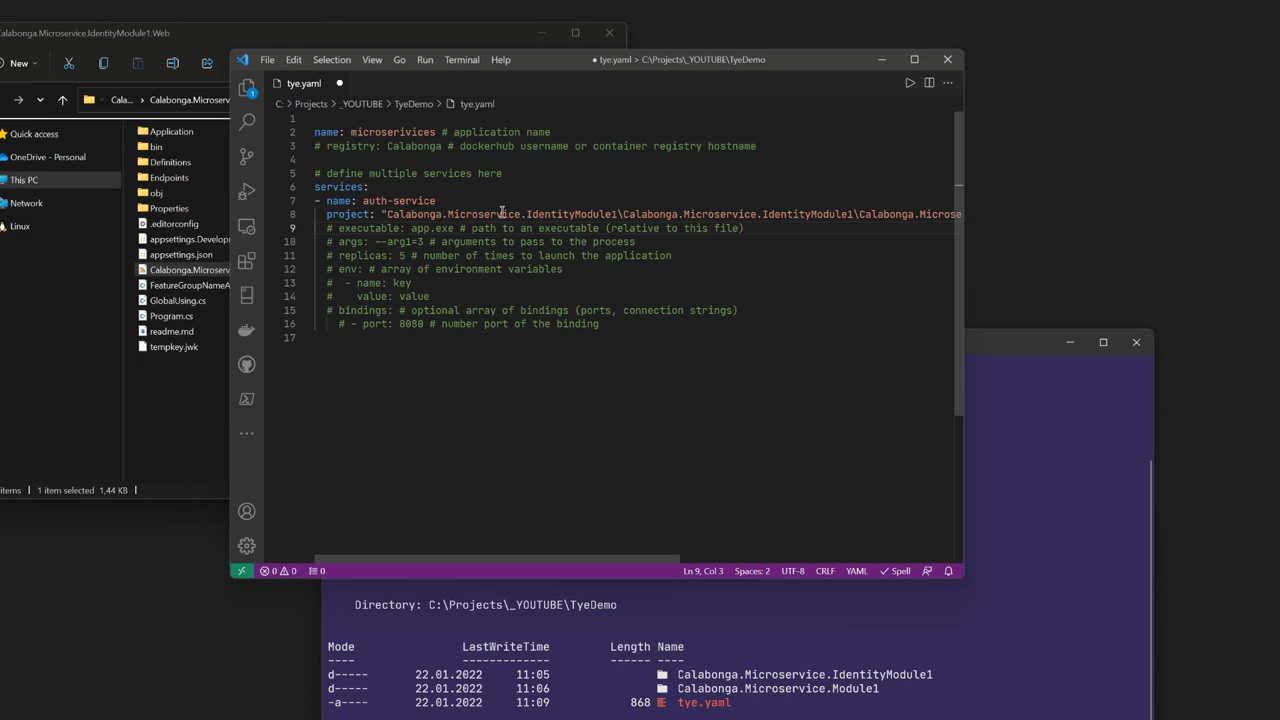 Calabonga.Microservice.IdentityModule1.Web
New
Cala...
Calabonga.Microserv
Quick access
OneDrive - Personal
This PC
Network
Linux
Application
bin
Definitions
Endpoints
obj
Properties
.editorconfig
appsettings.Develop
appsettings.json
Calabonga.Microserv
FeatureGroupNameA
GlobalUsing.cs
Program.cs
readme.md
tempkey.jwk
items 1 item selected 1,44 KB
File Edit Selection View Go Run Terminal Help
● tye.yaml > C:\Projects\_YOUTUBE\TyeDemo
1
tye.yaml ●
C: > Projects > _YOUTUBE > TyeDemo > tye.yaml
1
2 name: microserivices # application name
3 # registry: Calabonga # dockerhub username or container registry hostname
4
5 # define multiple services here
6 services:
7 - name: auth-service
8 project: "Calabonga.Microservice.IdentityModule1\Calabonga.Microservice.IdentityModule1\Calabonga.Microse
9 # executable: app.exe # path to an executable (relative to this file)
10 # args: --arg1=3 # arguments to pass to the process
11 # replicas: 5 # number of times to launch the application
12 # env: # array of environment variables
13 # - name: key
14 # value: value
15 # bindings: # optional array of bindings (ports, connection strings)
16 # - port: 8080 # number port of the binding
17
0 0 0 Ln 9, Col 3 Spaces: 2 UTF-8 CRLF YAML Spell
Directory: C:\Projects\_YOUTUBE\TyeDemo
Mode LastWriteTime Length Name
---- ------------- ------ ----
d----- 22.01.2022 11:05 Calabonga.Microservice.IdentityModule1
d----- 22.01.2022 11:06 Calabonga.Microservice.Module1
-a---- 22.01.2022 11:09 868 tye.yaml